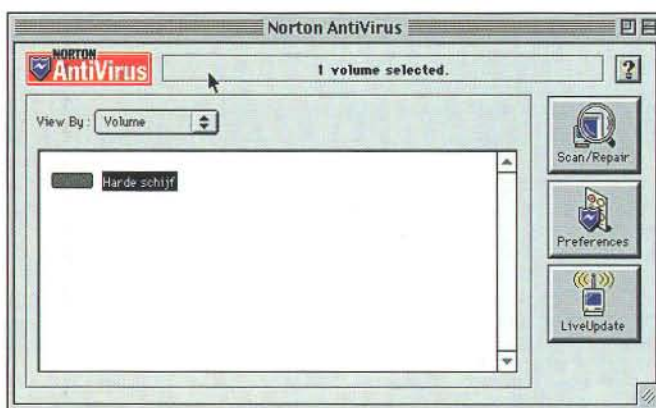 Norton AntiVirus
NORTON
AntiVirus
1 volume selected.
?
View By: Volume
Harde schijf
Scan/Repair
Preferences
LiveUpdate